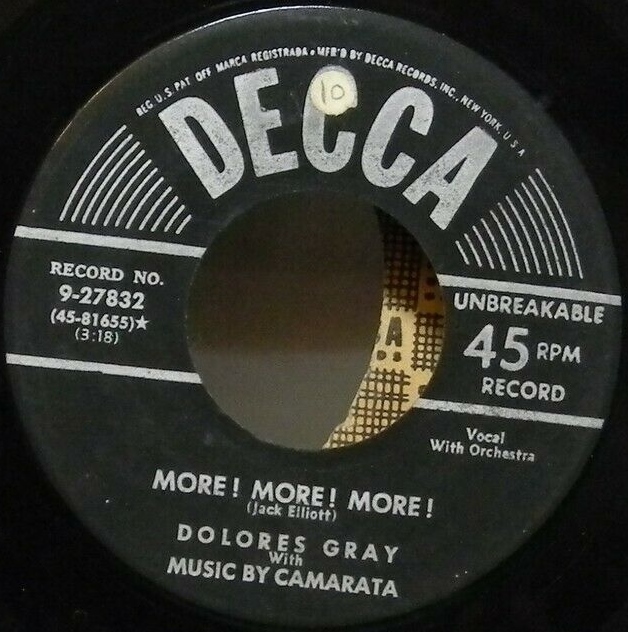 REG. U.S. PAT. OFF. MARCA REGISTRADA • MF'R'D BY DECCA RECORDS, INC., NEW YORK, U.S.A.
10
DECCA
RECORD NO.
9-27832
(45-81655)★
(3:18)
UNBREAKABLE
45 RPM
RECORD
Vocal
With Orchestra
MORE! MORE! MORE!
(Jack Elliott)
DOLORES GRAY
With
MUSIC BY CAMARATA